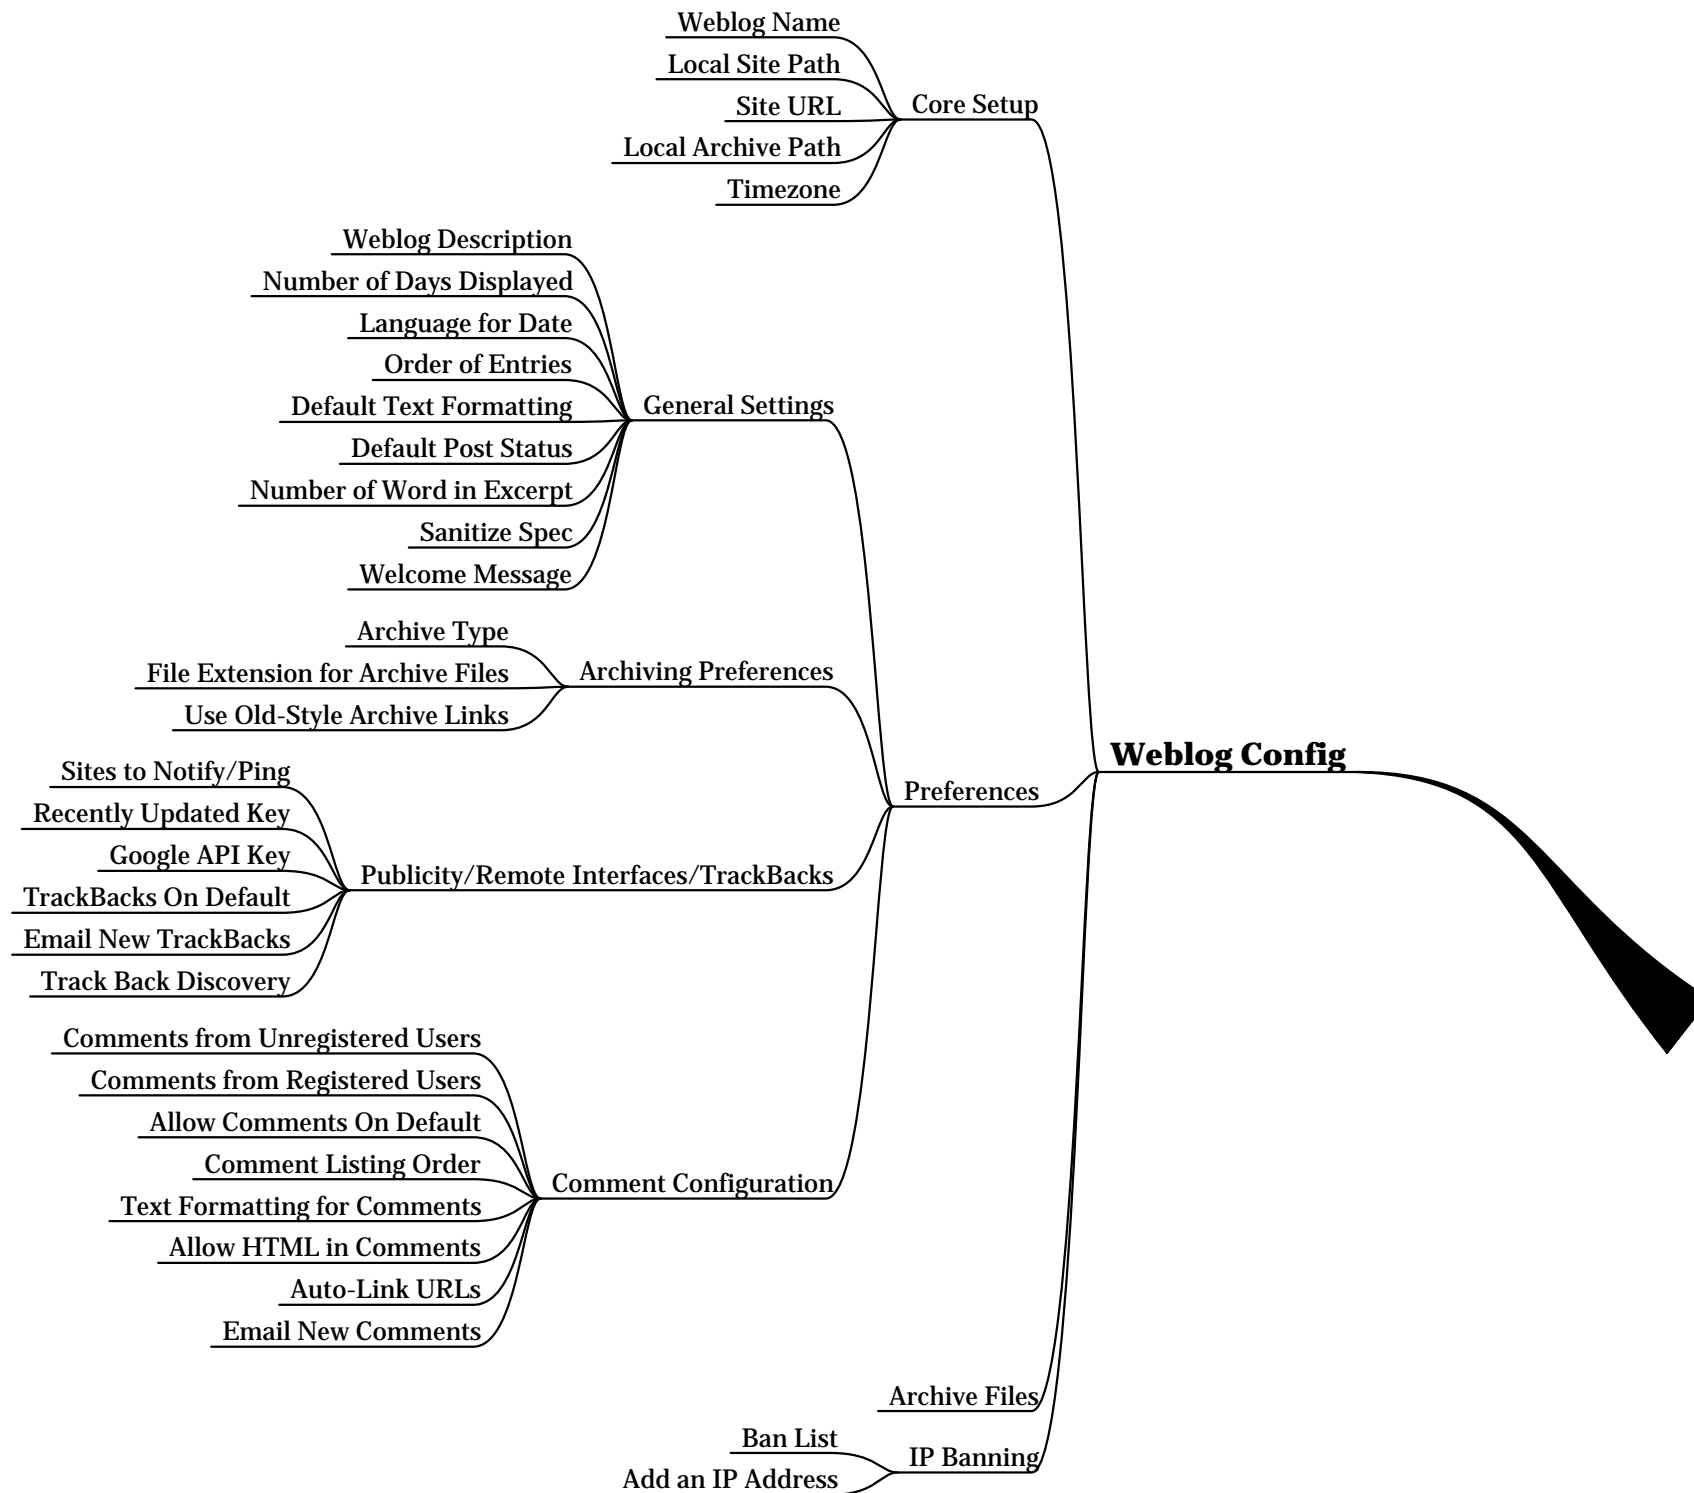 Weblog Name
Local Site Path
Site URL
Local Archive Path
Timezone
Core Setup
Weblog Description
Number of Days Displayed
Language for Date
Order of Entries
Default Text Formatting
Default Post Status
Number of Word in Excerpt
Sanitize Spec
Welcome Message
General Settings
Archive Type
File Extension for Archive Files
Use Old-Style Archive Links
Archiving Preferences
Weblog Config
Preferences
Sites to Notify/Ping
Recently Updated Key
Google API Key
TrackBacks On Default
Email New TrackBacks
Track Back Discovery
Publicity/Remote Interfaces/TrackBacks
Comments from Unregistered Users
Comments from Registered Users
Allow Comments On Default
Comment Listing Order
Text Formatting for Comments
Allow HTML in Comments
Auto-Link URLs
Email New Comments
Comment Configuration
Archive Files
Ban List
Add an IP Address
IP Banning